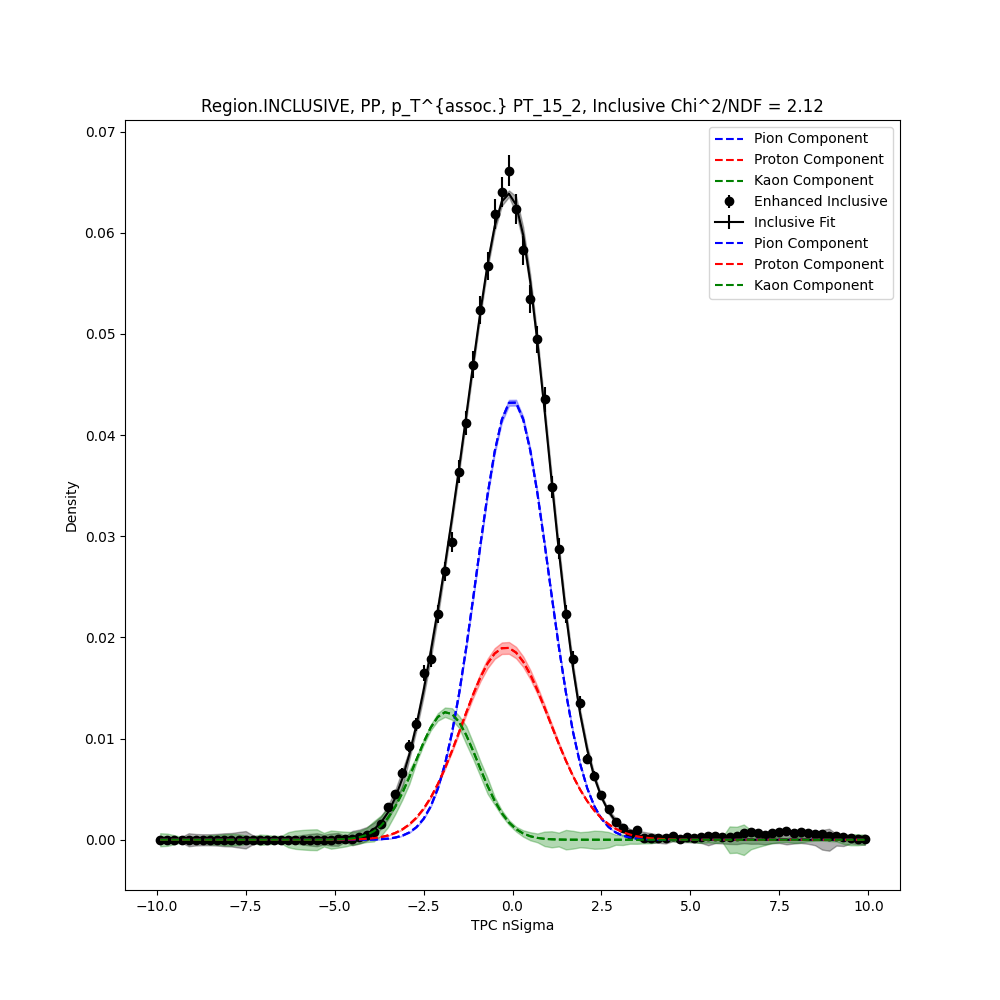 Region.INCLUSIVE, PP, p_T^{assoc.} PT_15_2, Inclusive Chi^2/NDF = 2.12
Pion Component
Proton Component
Kaon Component
Enhanced Inclusive
Inclusive Fit
Pion Component
Proton Component
Kaon Component
0.07
0.06
0.05
0.04
0.03
0.02
0.01
0.00
Density
−10.0 −7.5 −5.0 −2.5 0.0 2.5 5.0 7.5 10.0
TPC nSigma